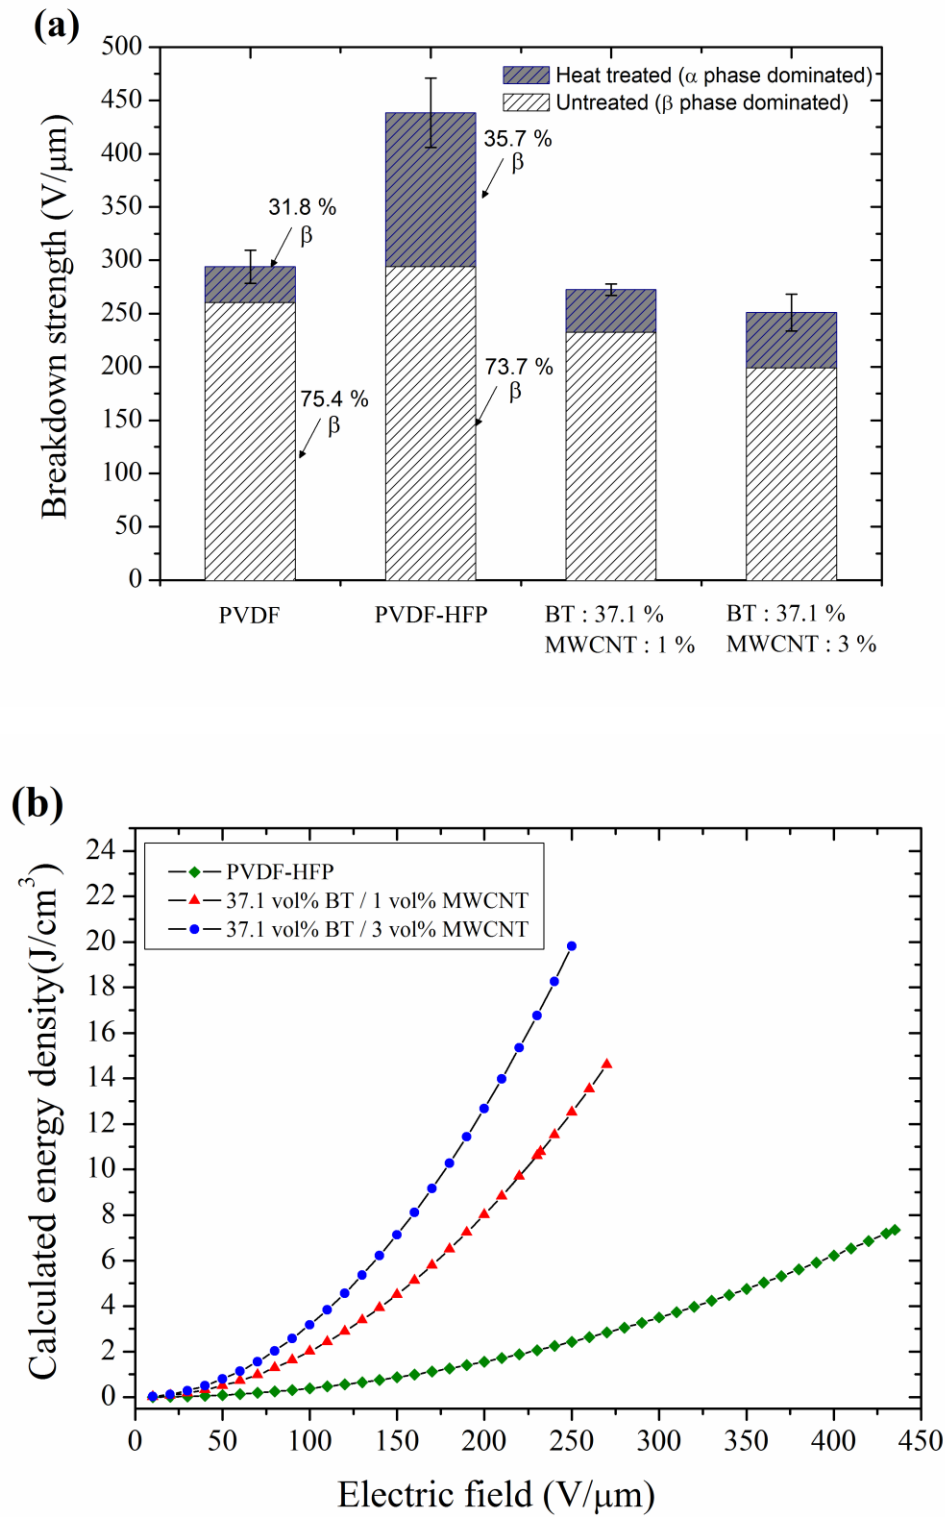 (a)
Breakdown strength (V/μm)
500
450
400
350
300
250
200
150
100
50
0
Heat treated (α phase dominated)
Untreated (β phase dominated)
31.8 %
β
75.4 %
β
35.7 %
β
73.7 %
β
PVDF
PVDF-HFP
BT : 37.1 %
MWCNT : 1 %
BT : 37.1 %
MWCNT : 3 %
(b)
Calculated energy density(J/cm³)
24
22
20
18
16
14
12
10
8
6
4
2
0
PVDF-HFP
37.1 vol% BT / 1 vol% MWCNT
37.1 vol% BT / 3 vol% MWCNT
0 50 100 150 200 250 300 350 400 450
Electric field (V/μm)